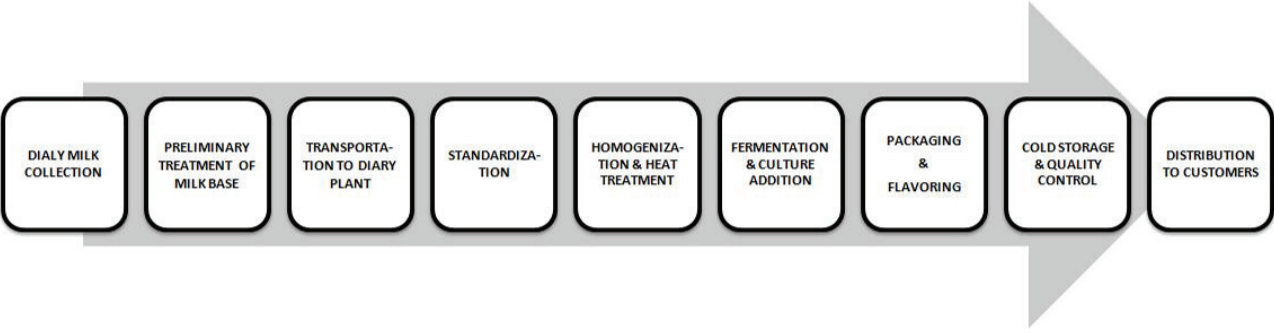 DIALY MILK
COLLECTION
PRELIMINARY
TREATMENT OF
MILK BASE
TRANSPORTA-
TION TO DIARY
PLANT
STANDARDIZA-
TION
HOMOGENIZA-
TION & HEAT
TREATMENT
FERMENTATION
& CULTURE
ADDITION
PACKAGING
&
FLAVORING
COLD STORAGE
& QUALITY
CONTROL
DISTRIBUTION
TO CUSTOMERS